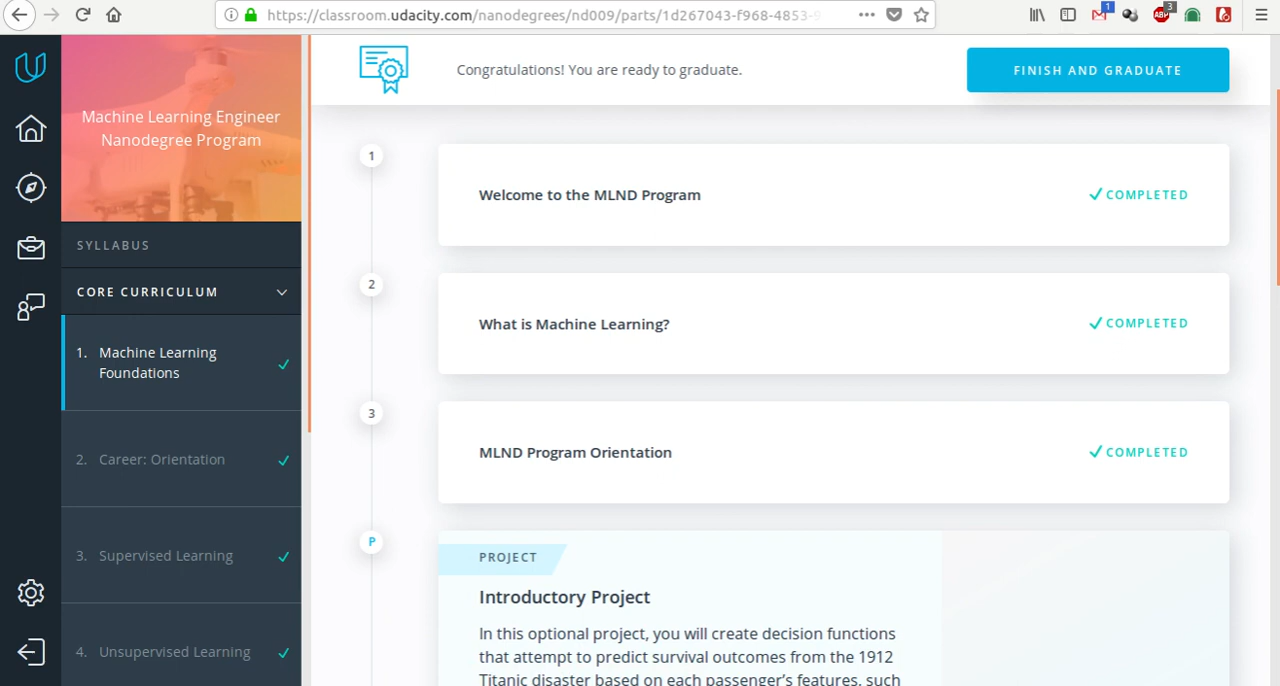 https://classroom.udacity.com/nanodegrees/nd009/parts/1d267043-f968-4853-
1
3
Machine Learning Engineer
Nanodegree Program
SYLLABUS
CORE CURRICULUM
1. Machine Learning
Foundations
2. Career: Orientation
3. Supervised Learning
4. Unsupervised Learning
Congratulations! You are ready to graduate.
FINISH AND GRADUATE
1
Welcome to the MLND Program
COMPLETED
2
What is Machine Learning?
COMPLETED
3
MLND Program Orientation
COMPLETED
P
PROJECT
Introductory Project
In this optional project, you will create decision functions
that attempt to predict survival outcomes from the 1912
Titanic disaster based on each passenger’s features, such